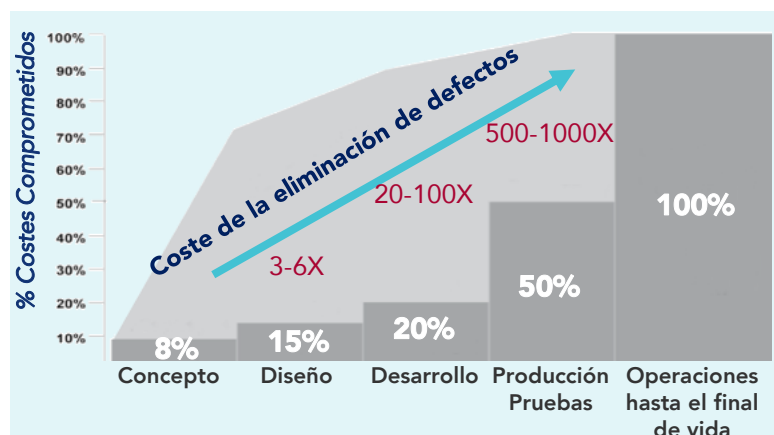 % Costes Comprometidos
100%
90%
80%
70%
60%
50%
40%
30%
20%
10%
Coste de la eliminación de defectos
3-6X
20-100X
500-1000X
8%
15%
20%
50%
100%
Concepto
Diseño
Desarrollo
Producción
Pruebas
Operaciones
hasta el final
de vida